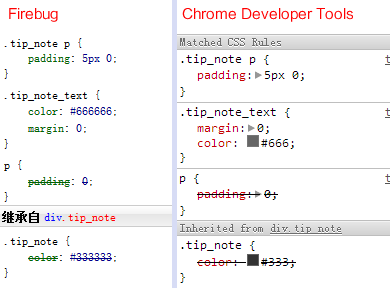 Firebug
.tip_note p {
padding: 5px 0;
}
.tip_note_text {
color: #666666;
margin: 0;
}
p {
padding: 0;
}
继承自 div.tip_note
.tip_note {
color: #333333;
}
Chrome Developer Tools
Matched CSS Rules
.tip_note p {
padding: 5px 0;
}
.tip_note_text {
margin: 0;
color: #666;
}
p {
padding: 0;
}
Inherited from div.tip_note
.tip_note {
color: #333;
}